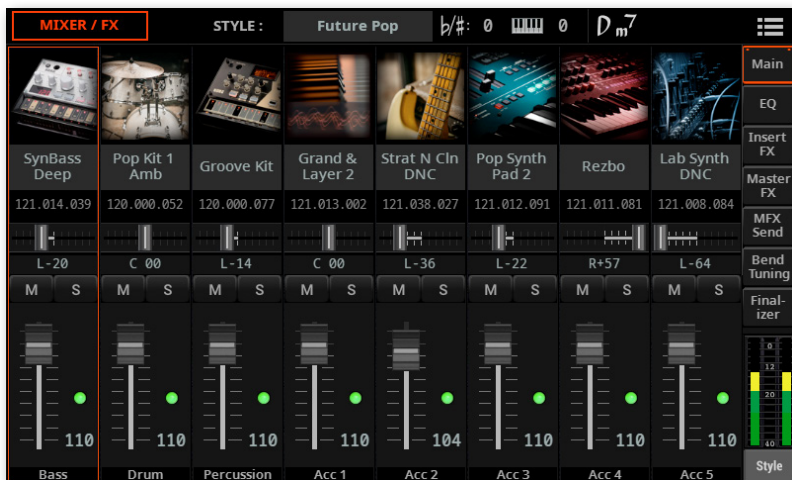 MIXER / FX STYLE : Future Pop b/#: 0 0 D m7
Main
EQ
Insert
FX
Master
FX
MFX
Send
Bend
Tuning
Final-
izer
SynBass
Deep
Pop Kit 1
Amb
Groove Kit
Grand &
Layer 2
Strat N Cln
DNC
Pop Synth
Pad 2
Rezbo
Lab Synth
DNC
121.014.039 120.000.052 120.000.077 121.013.002 121.038.027 121.012.091 121.011.081 121.008.084
L-20 C 00 L-14 C 00 L-36 L-22 R+57 L-64
M S M S M S M S M S M S M S M S
0
12
20
40
110 110 110 110 104 110 110 110
Bass Drum Percussion Acc 1 Acc 2 Acc 3 Acc 4 Acc 5
Style